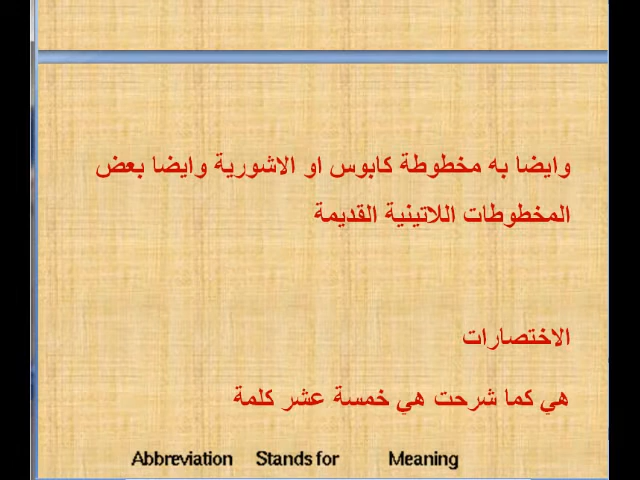 وايضا به مخطوطة كابوس او الاشورية وايضا بعض
المخطوطات اللاتينية القديمة
الاختصارات
هي كما شرحت هي خمسة عشر كلمة
Abbreviation Stands for Meaning